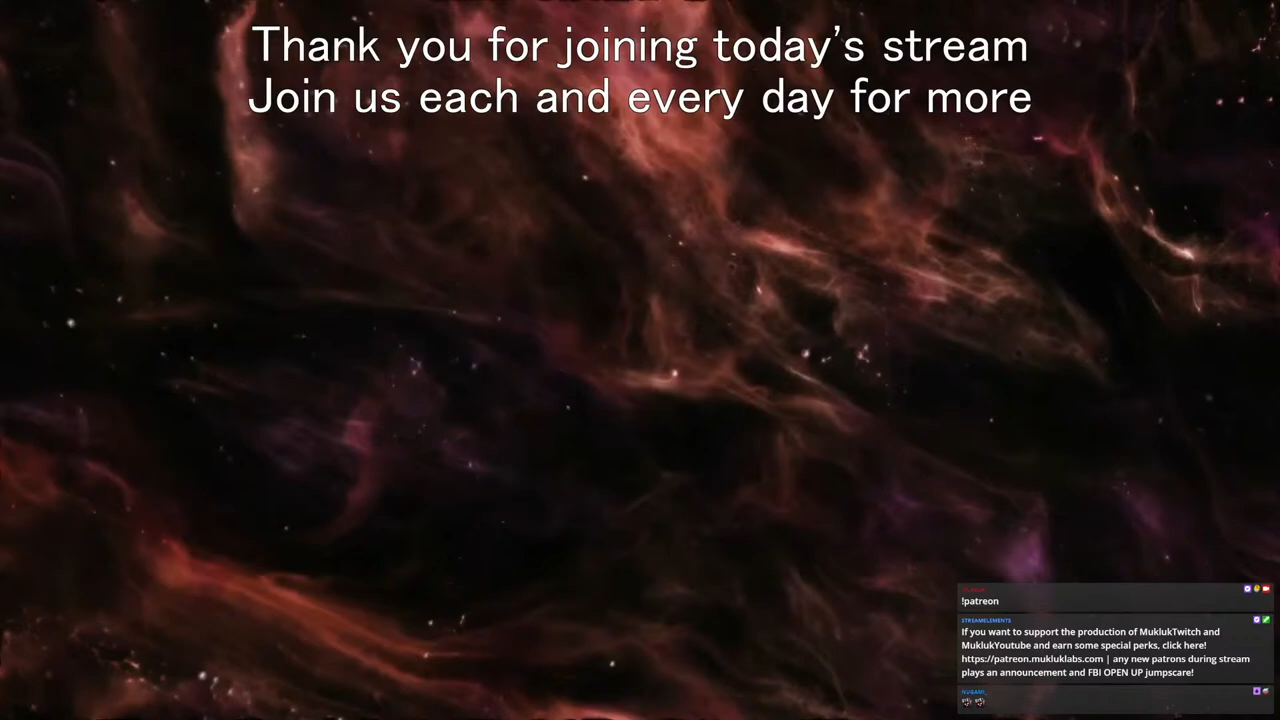 Thank you for joining today's stream
Join us each and every day for more
!patreon
STREAMELEMENTS
If you want to support the production of MuklukTwitch and
MuklukYoutube and earn some special perks, click here!
https://patreon.mukluklabs.com | any new patrons during stream
plays an announcement and FBI OPEN UP jumpscare!